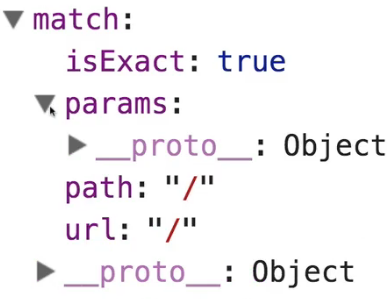 match:
isExact: true
params:
__proto__: Object
path: "/"
url: "/"
__proto__: Object